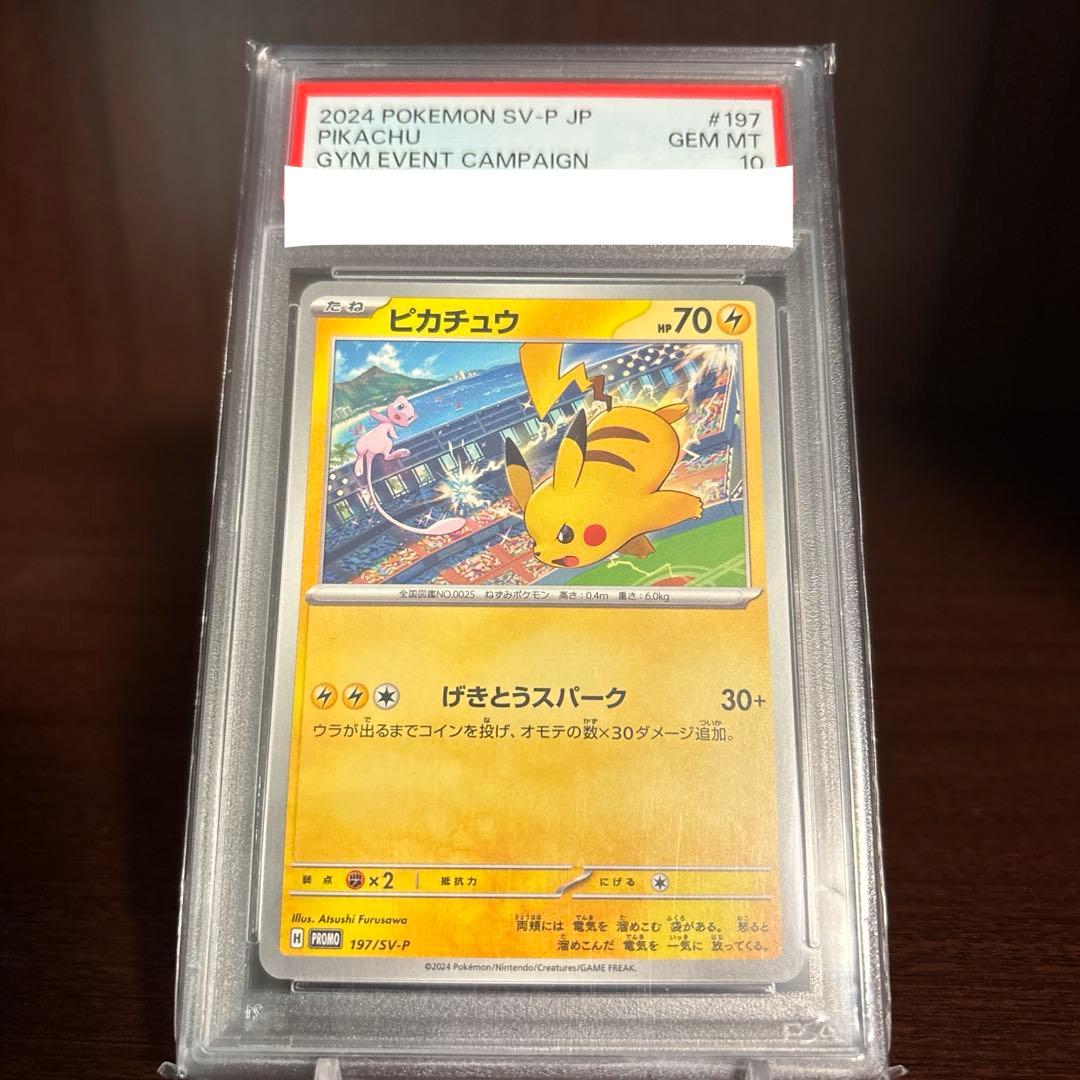 2024 POKEMON SV-P JP #197
PIKACHU GEM MT
GYM EVENT CAMPAIGN 10
たね ピカチュウ HP70
全国図鑑NO.0025 ねずみポケモン 高さ:0.4m 重さ:6.0kg
げきとうスパーク 30+
ウラが出るまでコインを投げ、オモテの数×30ダメージ追加。
弱点 ×2 抵抗力 にげる
Illus. Atsushi Furusawa
両頬には 電気を 溜めこむ 袋がある。 怒ると
溜めこんだ 電気を 一気に 放ってくる。
H PROMO 197/SV-P
©2024 Pokémon/Nintendo/Creatures/GAME FREAK.
PSA